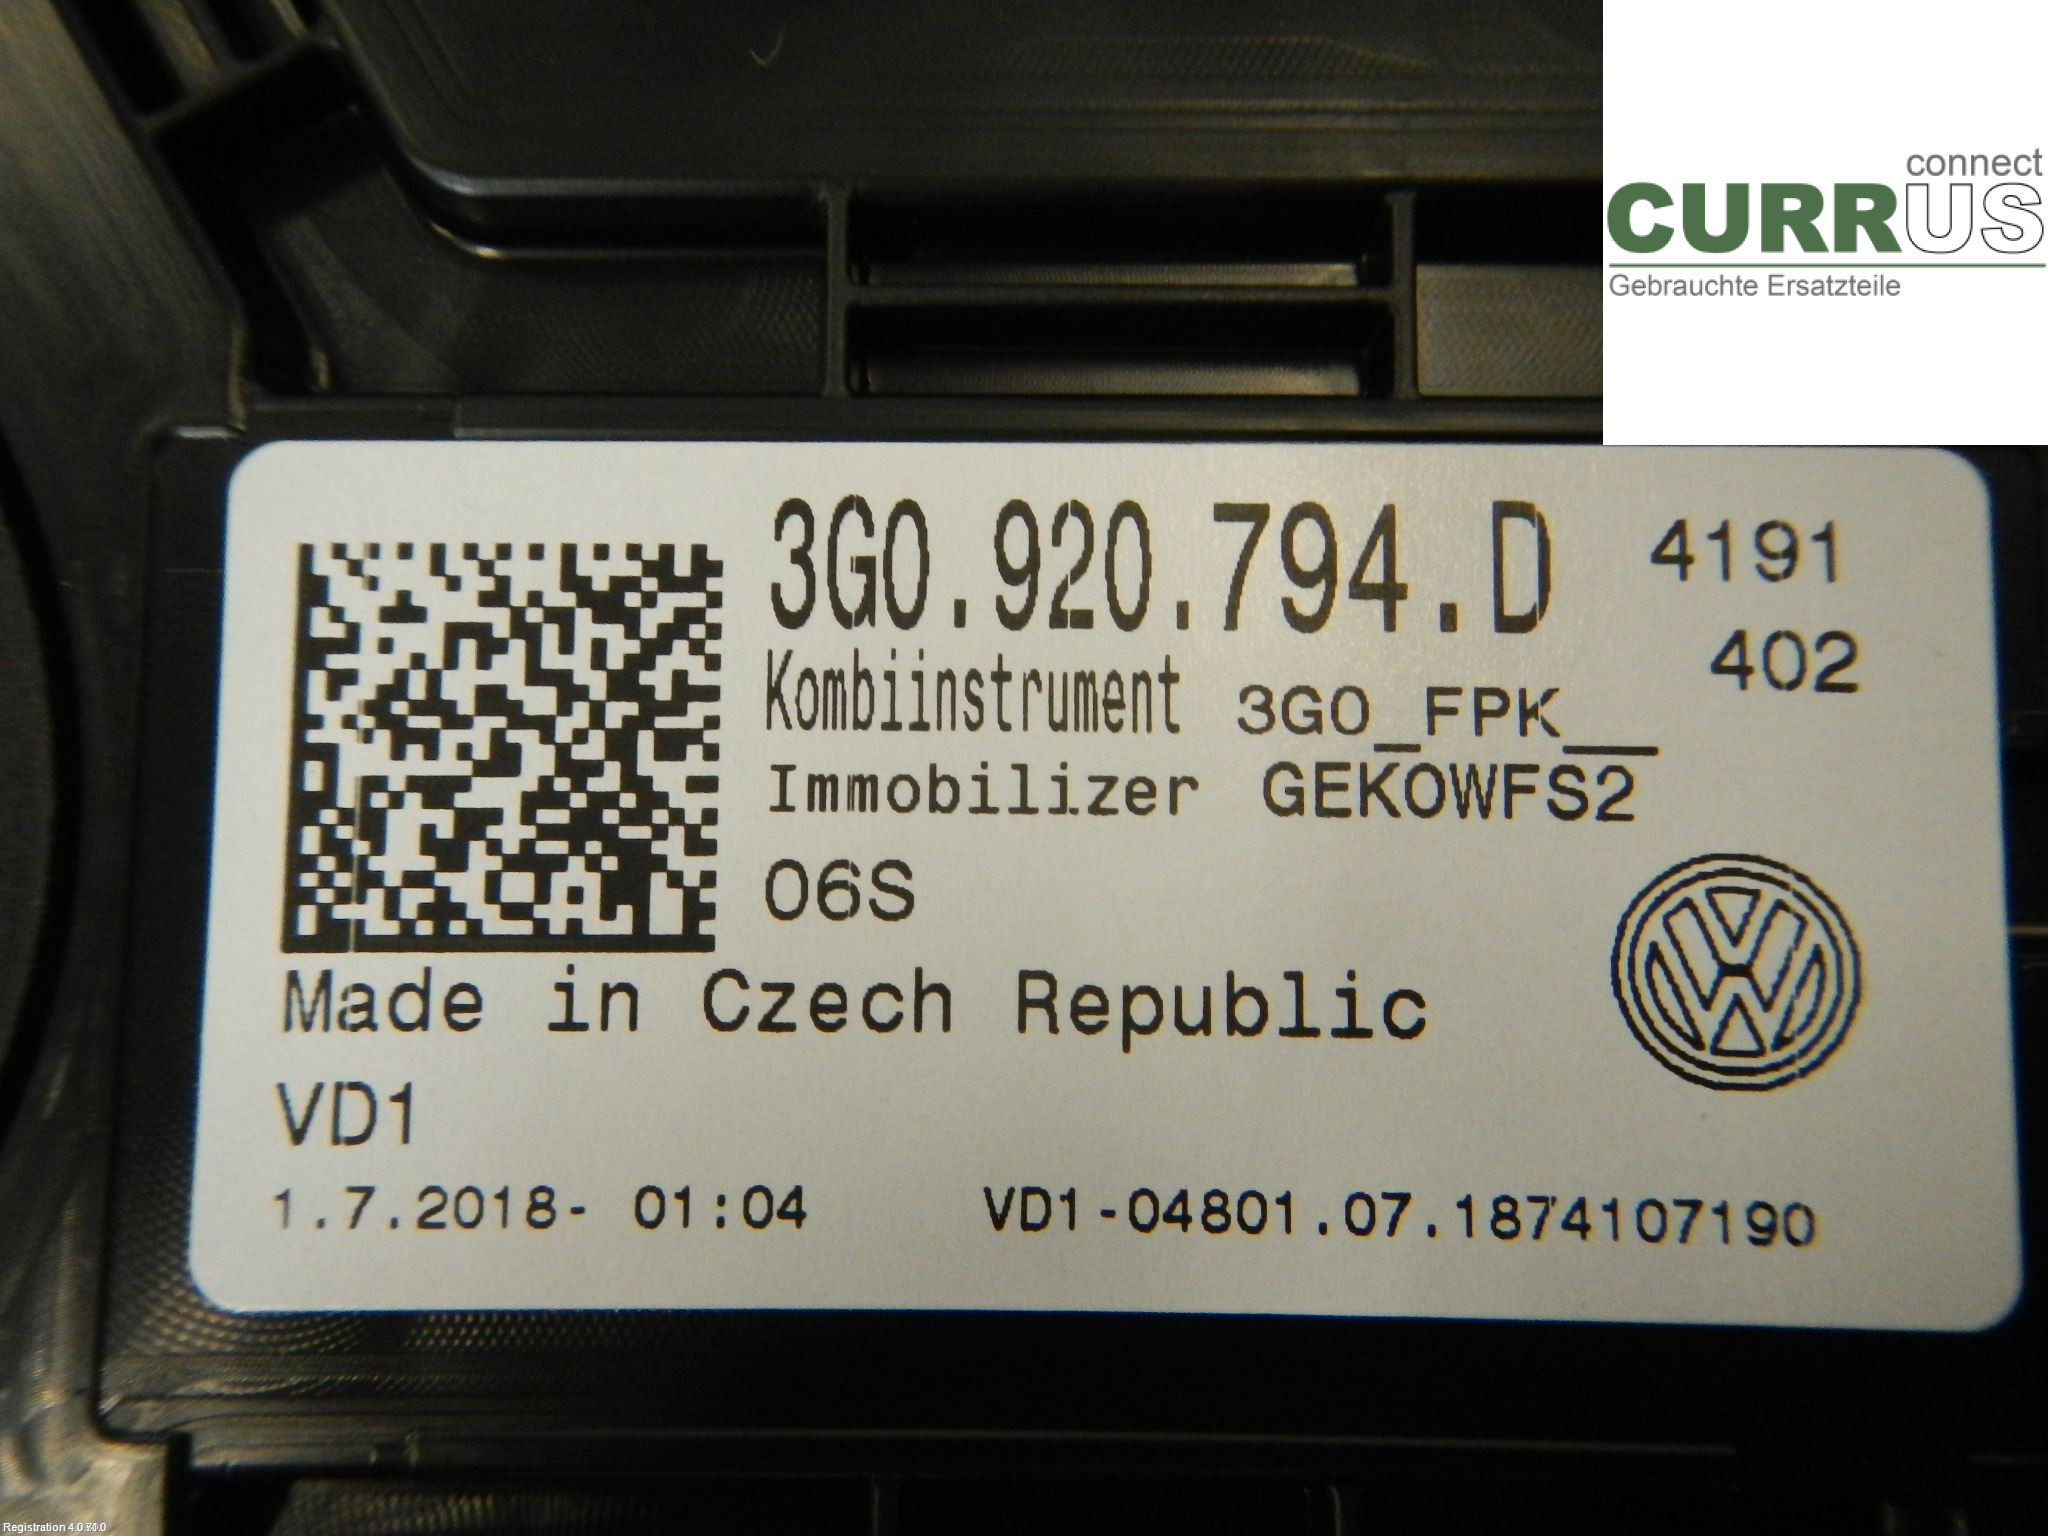 connect
CURRUS
Gebrauchte Ersatzteile
3G0.920.794.D 4191
402
Kombiinstrument 3G0_FPK__
Immobilizer GEKOWFS2
06S
Made in Czech Republic
VD1
1.7.2018- 01:04 VD1-04801.07.1874107190